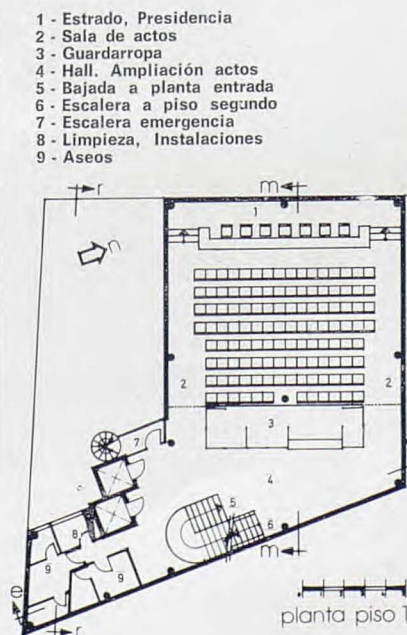 1 - Estrado, Presidencia
2 - Sala de actos
3 - Guardarropa
4 - Hall. Ampliación actos
5 - Bajada a planta entrada
6 - Escalera a piso segundo
7 - Escalera emergencia
8 - Limpieza, Instalaciones
9 - Aseos
r
m
1
n
2
2
3
7
4
5
8
6
9
9
m
e
r
planta piso 1